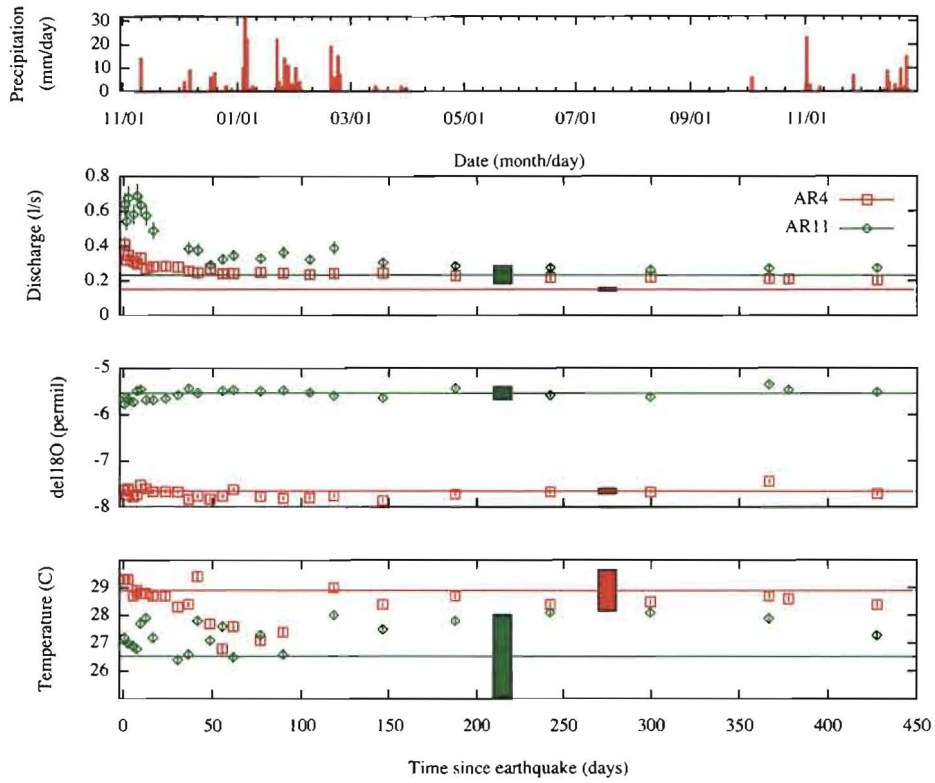 Precipitation
(mm/day)
30
20
10
0
11/01 01/01 03/01 05/01 07/01 09/01 11/01
Date (month/day)
Discharge (l/s)
0.8
0.6
0.4
0.2
0
AR4
AR11
del18O (permil)
-5
-6
-7
-8
Temperature (C)
29
28
27
26
0 50 100 150 200 250 300 350 400 450
Time since earthquake (days)